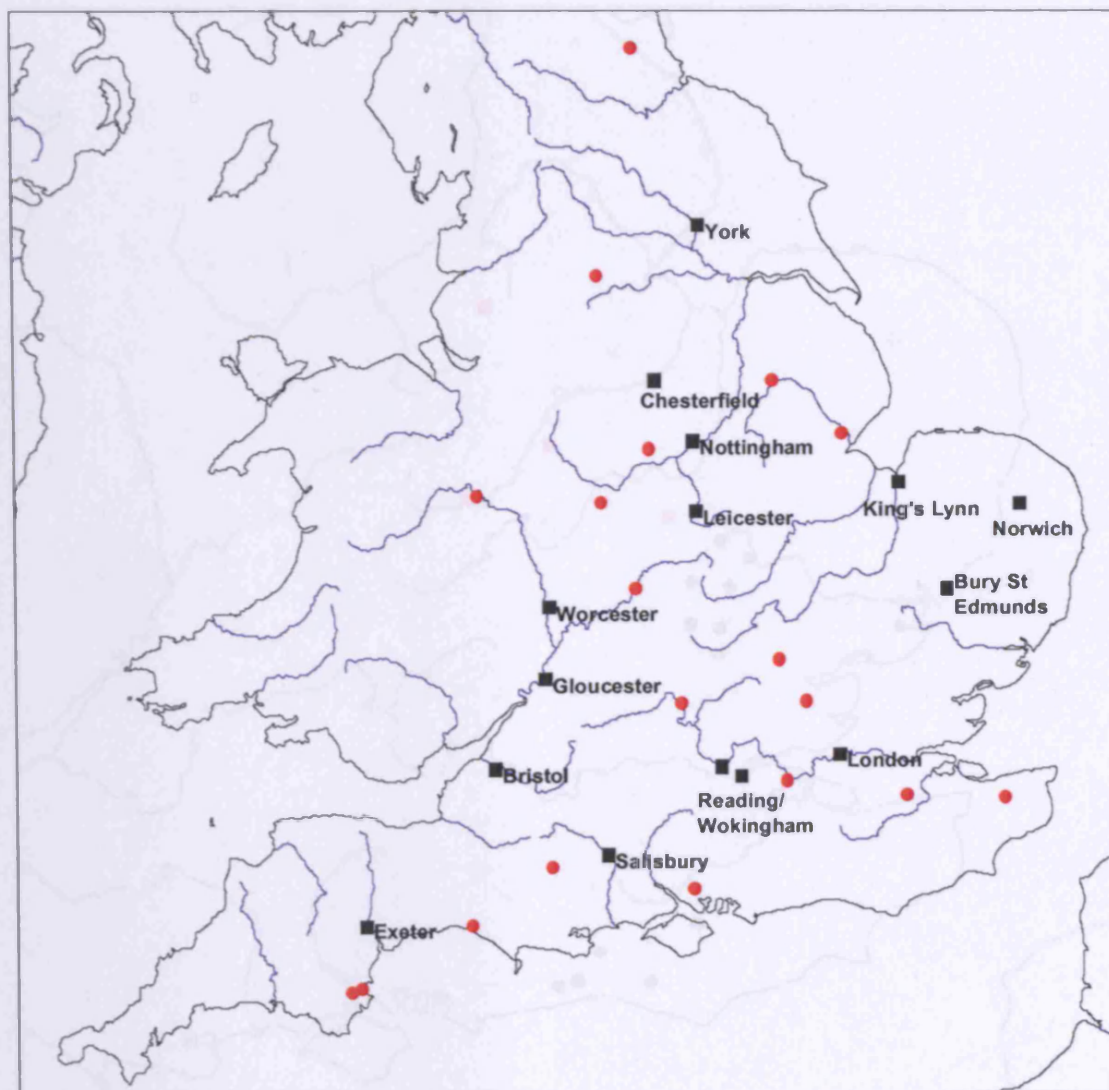 York
Chesterfield
Nottingham
King's Lynn
Leicester
Norwich
Bury St
Edmunds
Worcester
Gloucester
London
Bristol
Reading/
Wokingham
Salisbury
Exeter